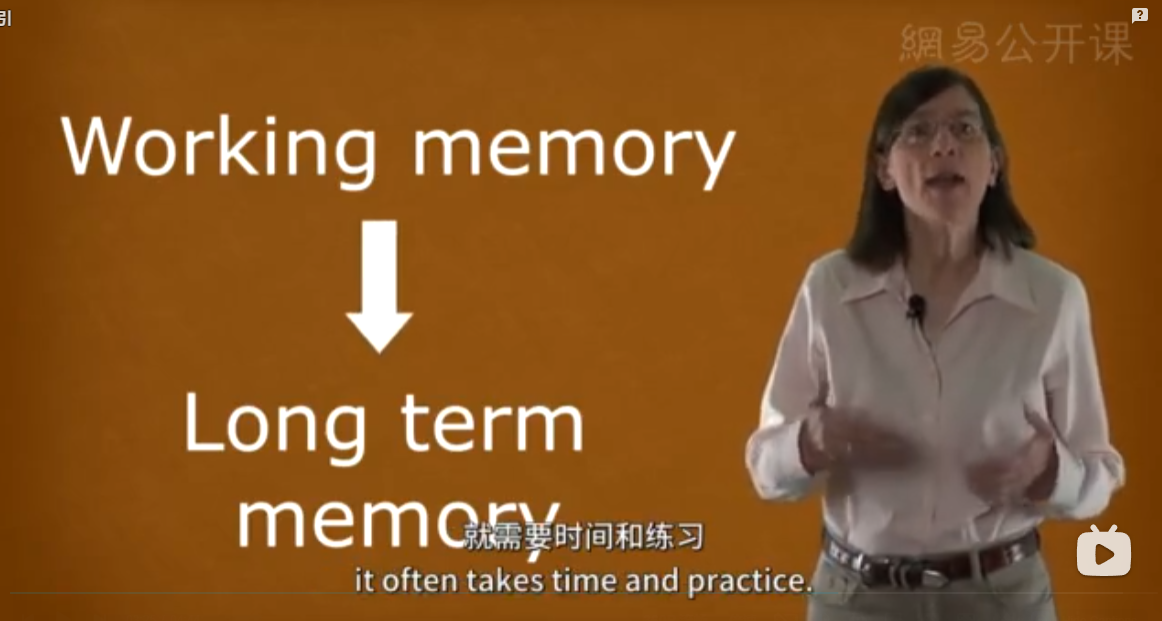 引
網易公开课
Working memory
Long term
memory
就需要时间和练习
it often takes time and practice.